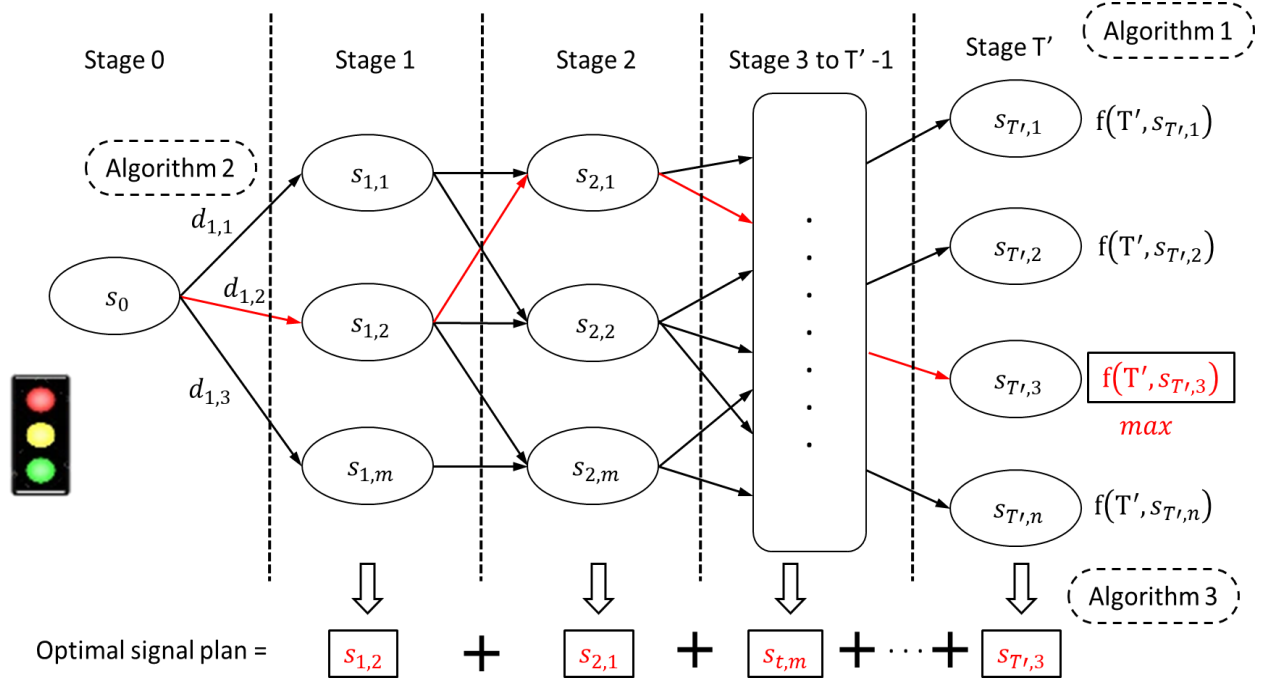 Algorithm 1
Stage 0 Stage 1 Stage 2 Stage 3 to T' -1 Stage T'
Algorithm 2
s_{T′,1} f(T′, s_{T′,1})
s_{1,1} s_{2,1}
d_{1,1}
s_{T′,2} f(T′, s_{T′,2})
d_{1,2}
s_0
s_{1,2} s_{2,2}
s_{T′,3} f(T′, s_{T′,3})
d_{1,3}
max
s_{1,m} s_{2,m}
s_{T′,n} f(T′, s_{T′,n})
Algorithm 3
Optimal signal plan = s_{1,2} + s_{2,1} + s_{t,m} + ····+ s_{T′,3}